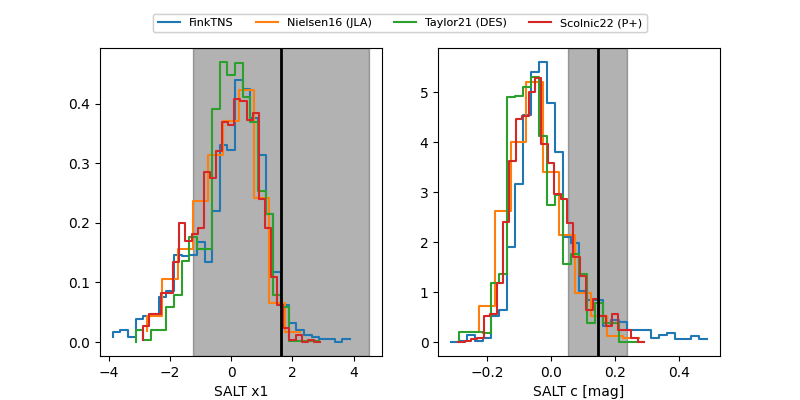 FinkTNS Nielsen16 (JLA) Taylor21 (DES) Scolnic22 (P+)
0.4
0.3
0.2
0.1
0.0
−4 −2 0 2 4
SALT x1
5
4
3
2
1
0
−0.2 0.0 0.2 0.4
SALT c [mag]